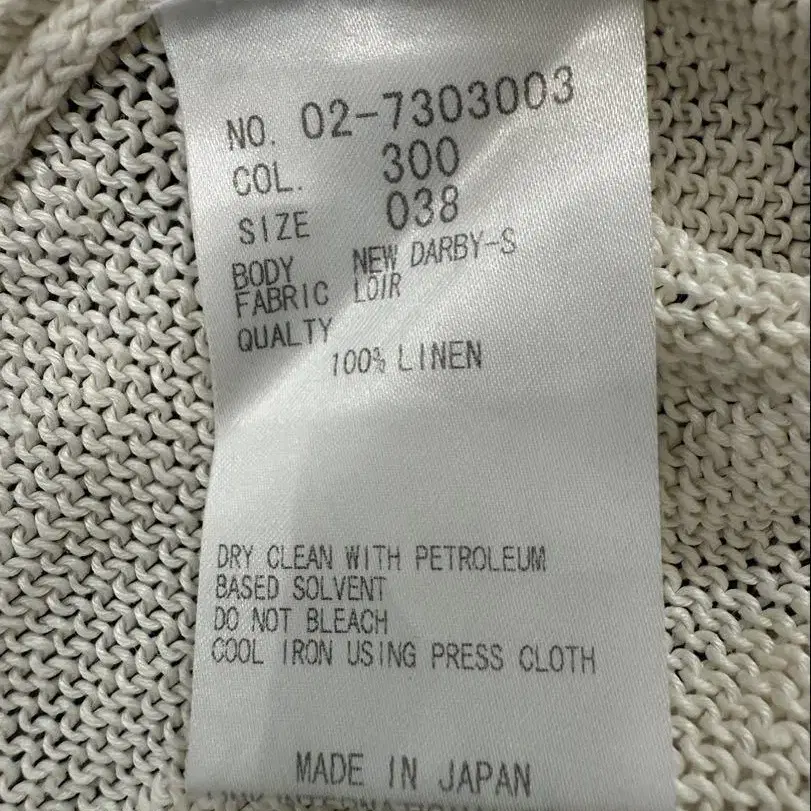 NO. 02-7303003
COL. 300
SIZE 038
BODY NEW DARBY-S
FABRIC LOIR
QUALTY
100% LINEN
DRY CLEAN WITH PETROLEUM
BASED SOLVENT
DO NOT BLEACH
COOL IRON USING PRESS CLOTH
MADE IN JAPAN